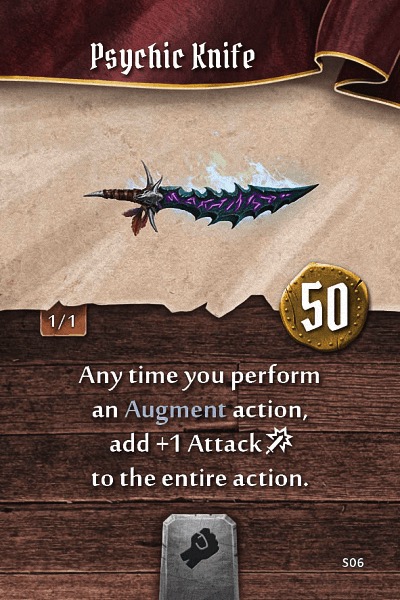 Psychic Knife
50
1/1
Any time you perform
an Augment action,
add +1 Attack
to the entire action.
S06